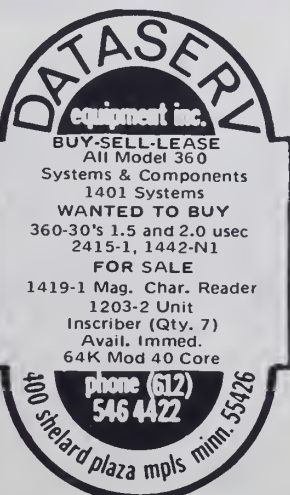 DATASERV
equipment inc.
BUY-SELL-LEASE
All Model 360
Systems & Components
1401 Systems
WANTED TO BUY
360-30's 1.5 and 2.0 usec
2415-1, 1442-N1
FOR SALE
1419-1 Mag. Char. Reader
1203-2 Unit
Inscriber (Qty. 7)
Avail. Immed.
64K Mod 40 Core
phone (612)
546 4422
400 shelard plaza mpls minn. 55426